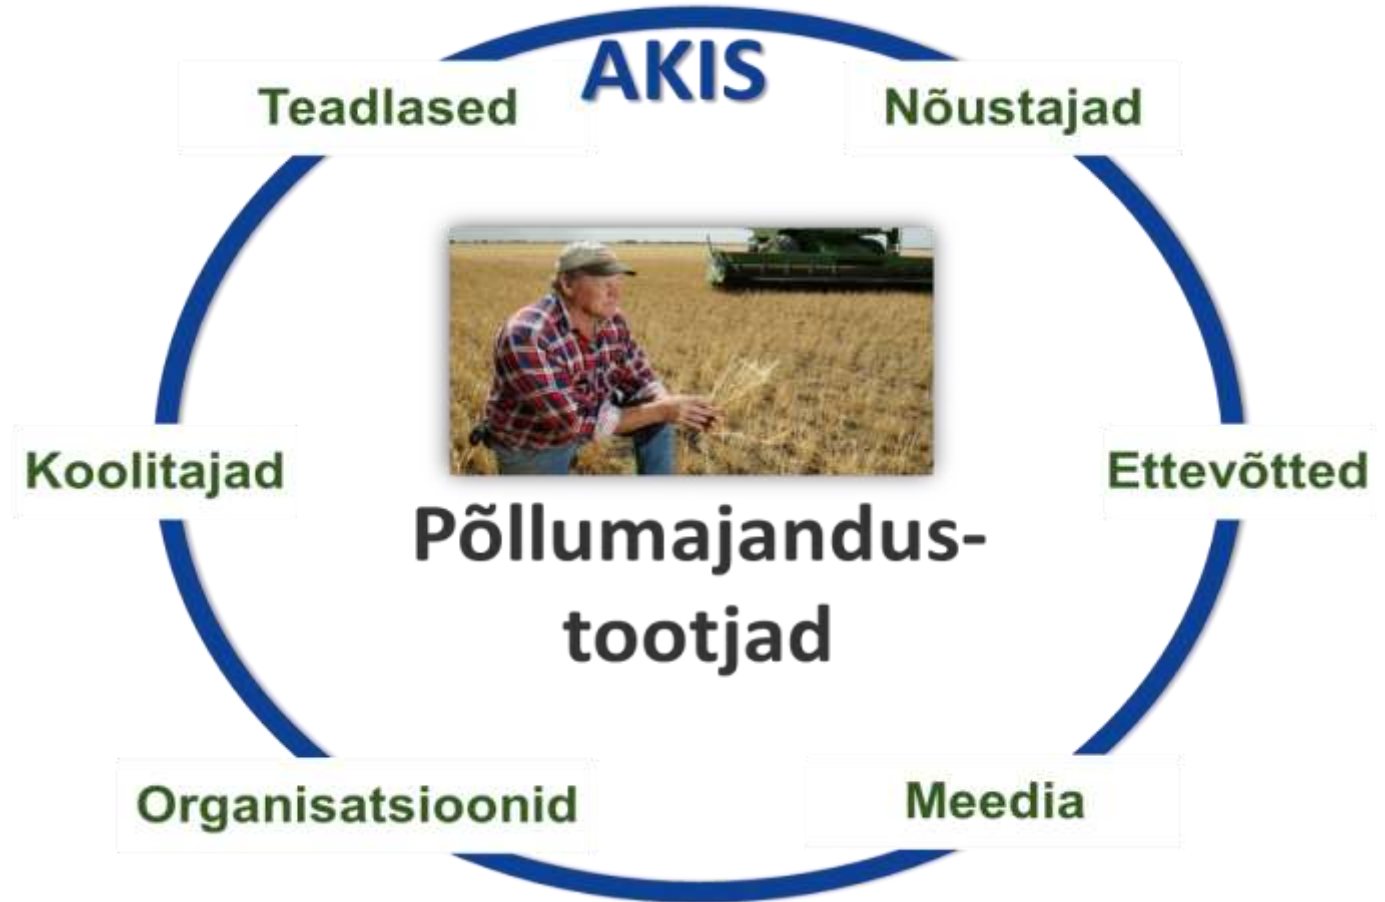 AKIS
Teadlased
Nõustajad
Koolitajad
Ettevõtted
Põllumajandus-
tootjad
Organisatsioonid
Meedia